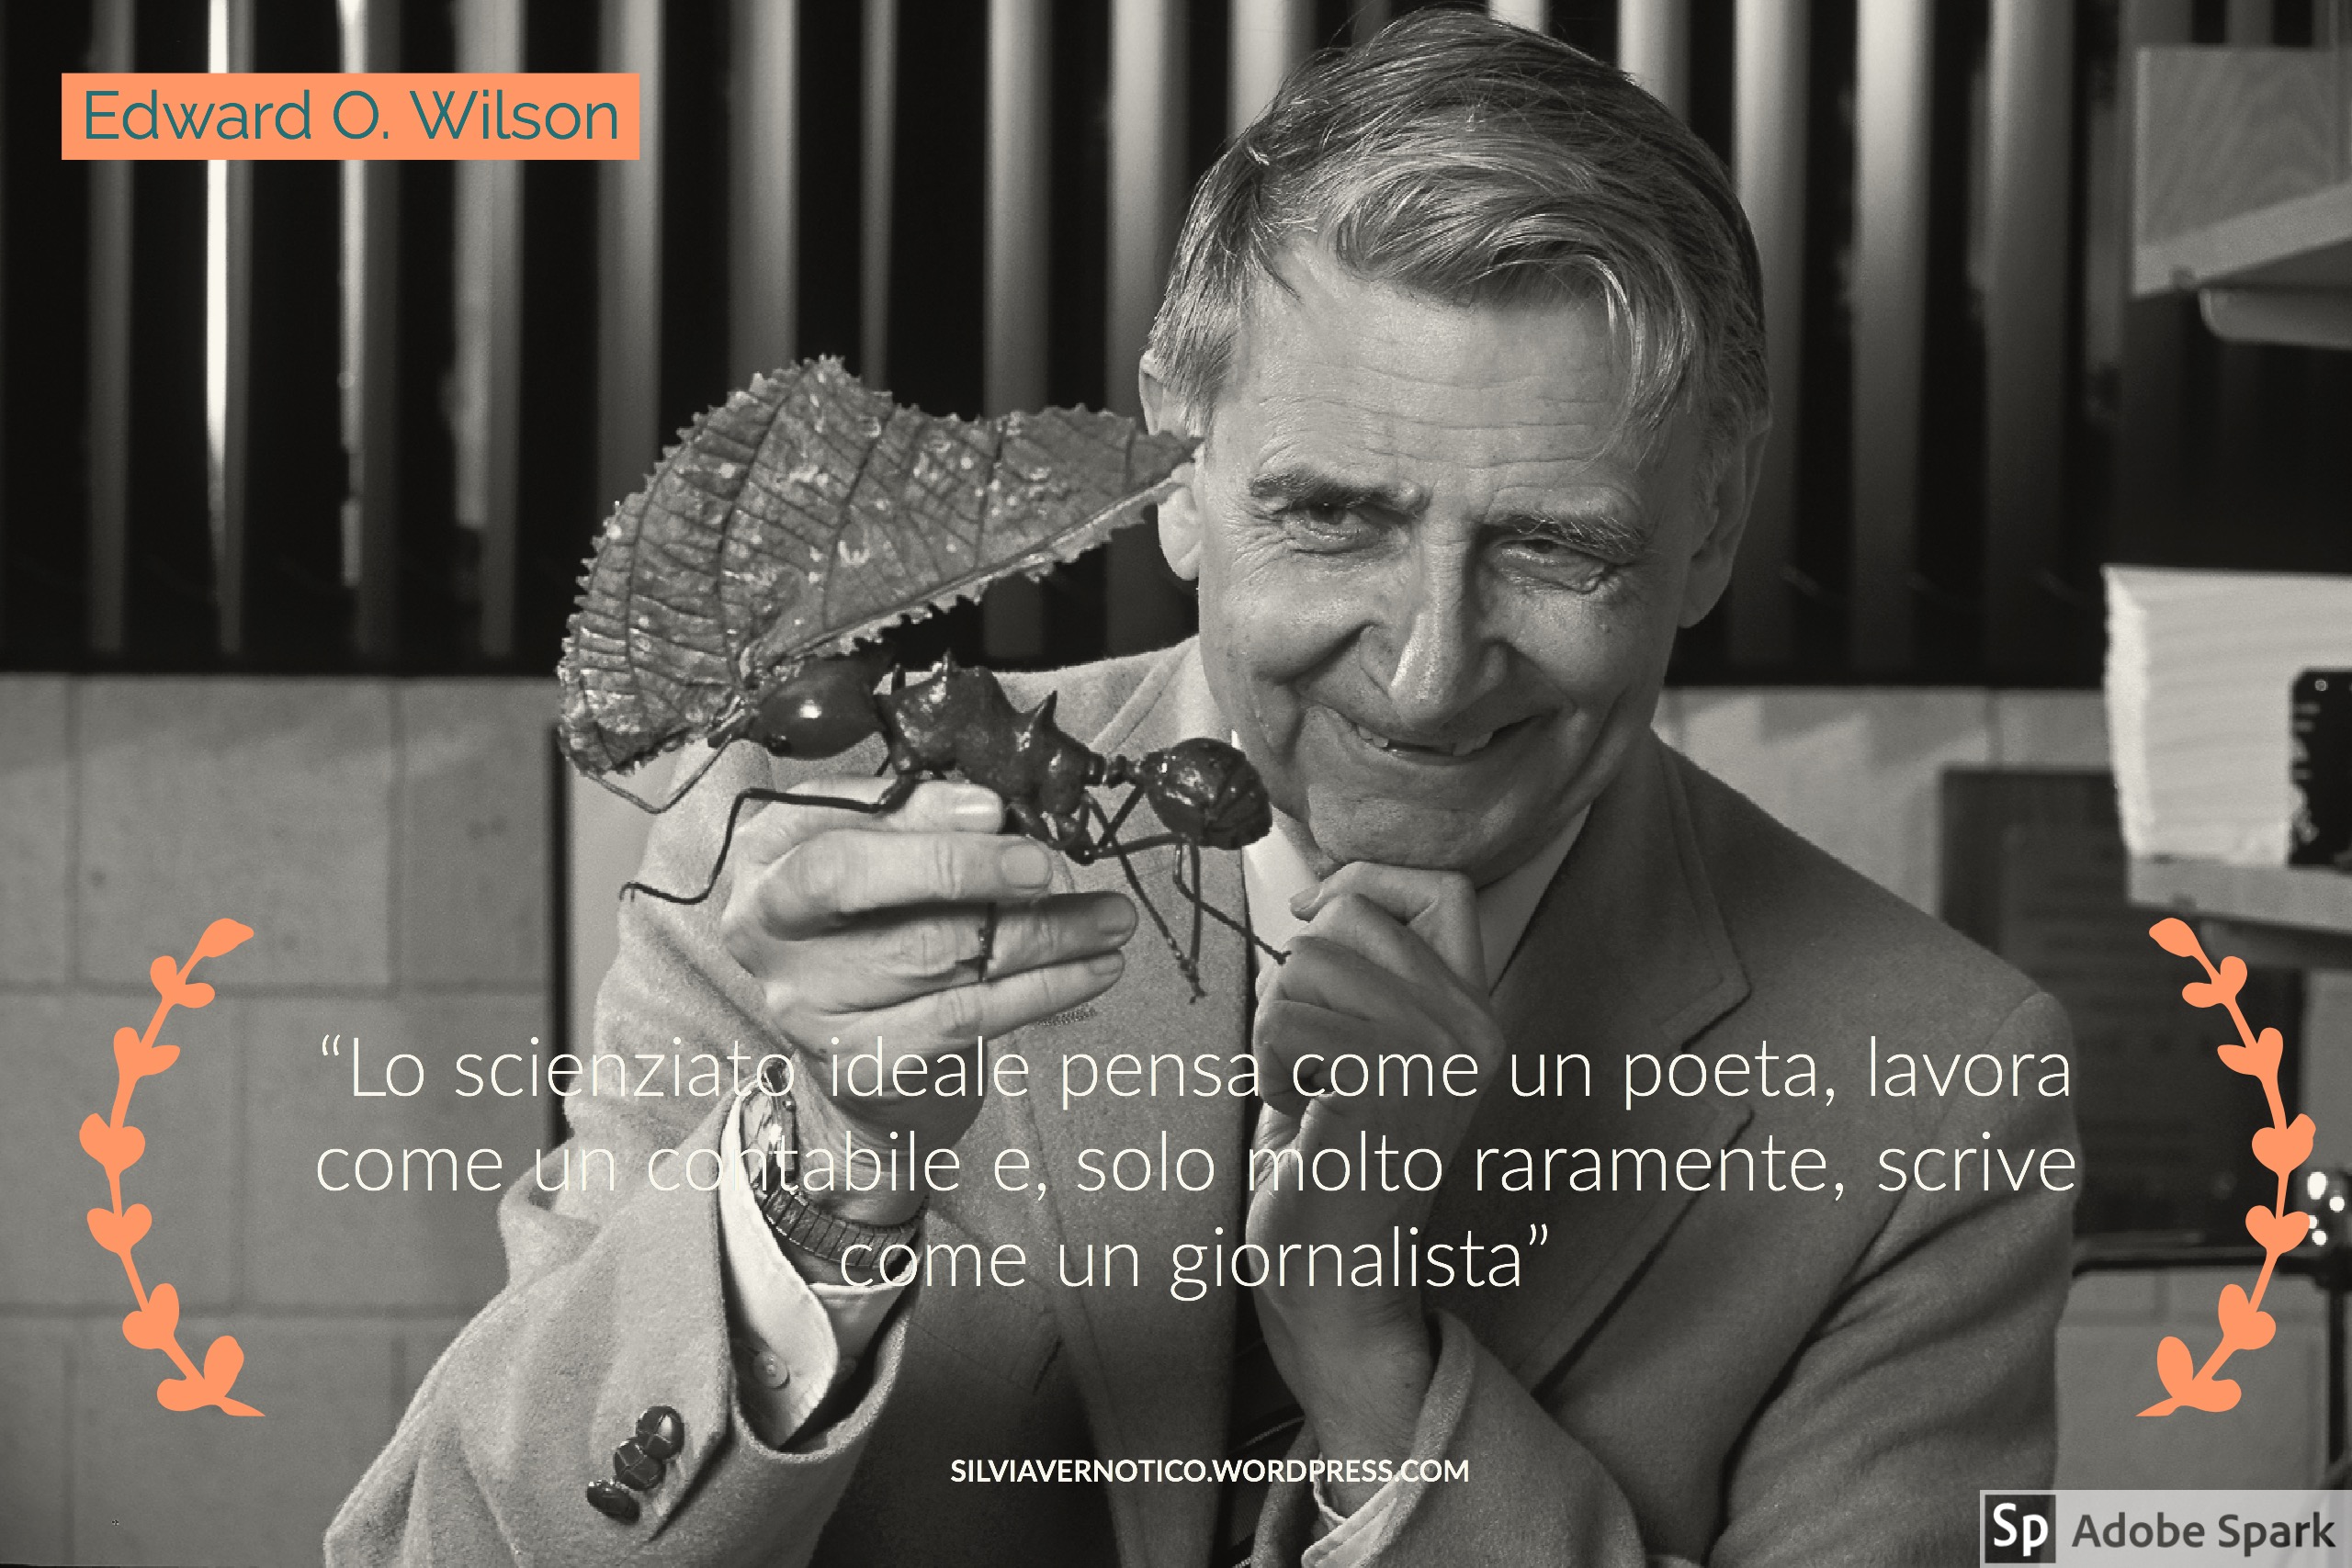 Edward O. Wilson
“Lo scienziato ideale pensa come un poeta, lavora
come un contabile e, solo molto raramente, scrive
come un giornalista”
SILVIAVERNOTICO.WORDPRESS.COM
Sp Adobe Spark